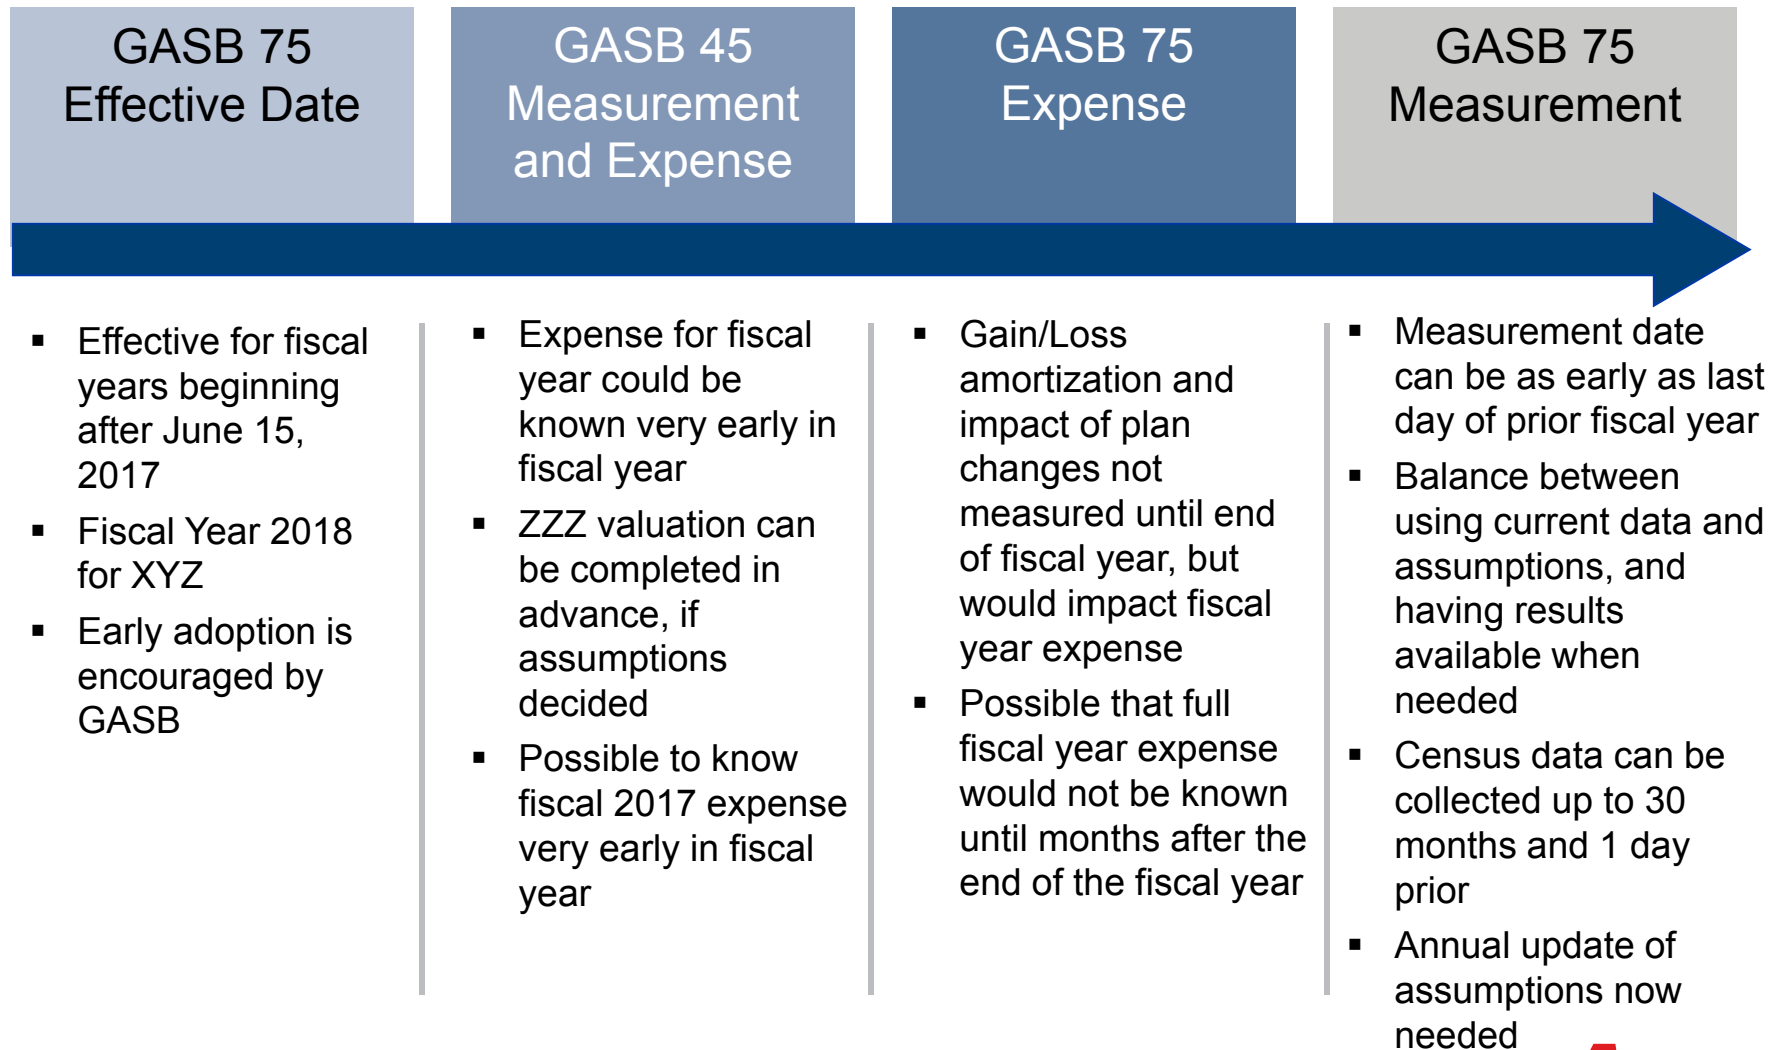 GASB 75
Effective Date
GASB 45
Measurement
and Expense
GASB 75
Expense
GASB 75
Measurement
▪ Effective for fiscal
years beginning
after June 15,
2017
▪ Fiscal Year 2018
for XYZ
▪ Early adoption is
encouraged by
GASB
▪ Expense for fiscal
year could be
known very early in
fiscal year
▪ ZZZ valuation can
be completed in
advance, if
assumptions
decided
▪ Possible to know
fiscal 2017 expense
very early in fiscal
year
▪ Gain/Loss
amortization and
impact of plan
changes not
measured until end
of fiscal year, but
would impact fiscal
year expense
▪ Possible that full
fiscal year expense
would not be known
until months after the
end of the fiscal year
▪ Measurement date
can be as early as last
day of prior fiscal year
▪ Balance between
using current data and
assumptions, and
having results
available when
needed
▪ Census data can be
collected up to 30
months and 1 day
prior
▪ Annual update of
assumptions now
needed